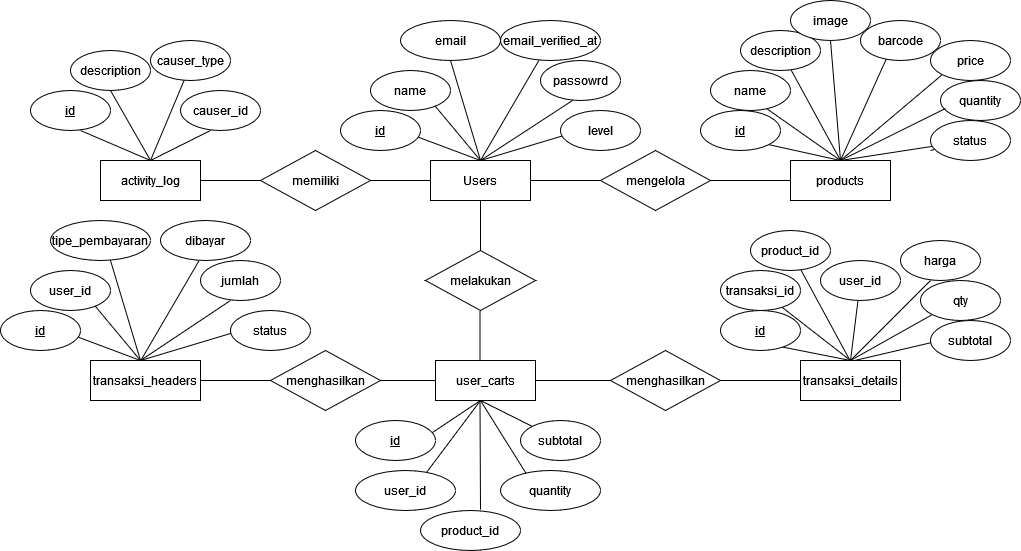 image
email
email_verified_at
barcode
description
causer_type
description
price
name
passowrd
name
quantity
id
causer_id
id
level
id
status
activity_log
memiliki
Users
mengelola
products
tipe_pembayaran
dibayar
product_id
harga
user_id
jumlah
melakukan
transaksi_id
user_id
qty
id
status
id
subtotal
transaksi_headers
menghasilkan
user_carts
menghasilkan
transaksi_details
id
subtotal
user_id
quantity
product_id